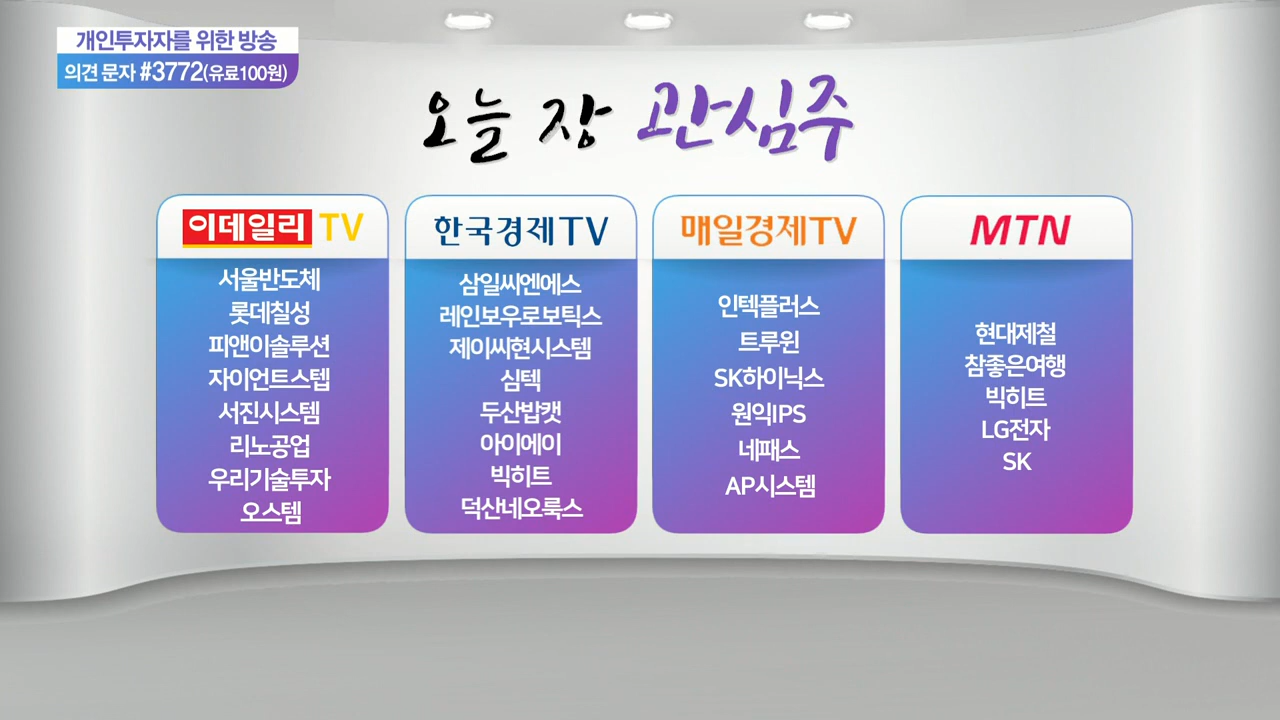 개인투자자를 위한 방송
의견 문자 #3772(유료100원)
오늘 장 관심주
이데일리 TV
서울반도체
롯데칠성
피앤이솔루션
자이언트스텝
서진시스템
리노공업
우리기술투자
오스템
한국경제TV
삼일씨엔에스
레인보우로보틱스
제이씨현시스템
심텍
두산밥캣
아이에이
빅히트
덕산네오룩스
매일경제TV
인텍플러스
트루윈
SK하이닉스
원익IPS
네패스
AP시스템
MTN
현대제철
참좋은여행
빅히트
LG전자
SK